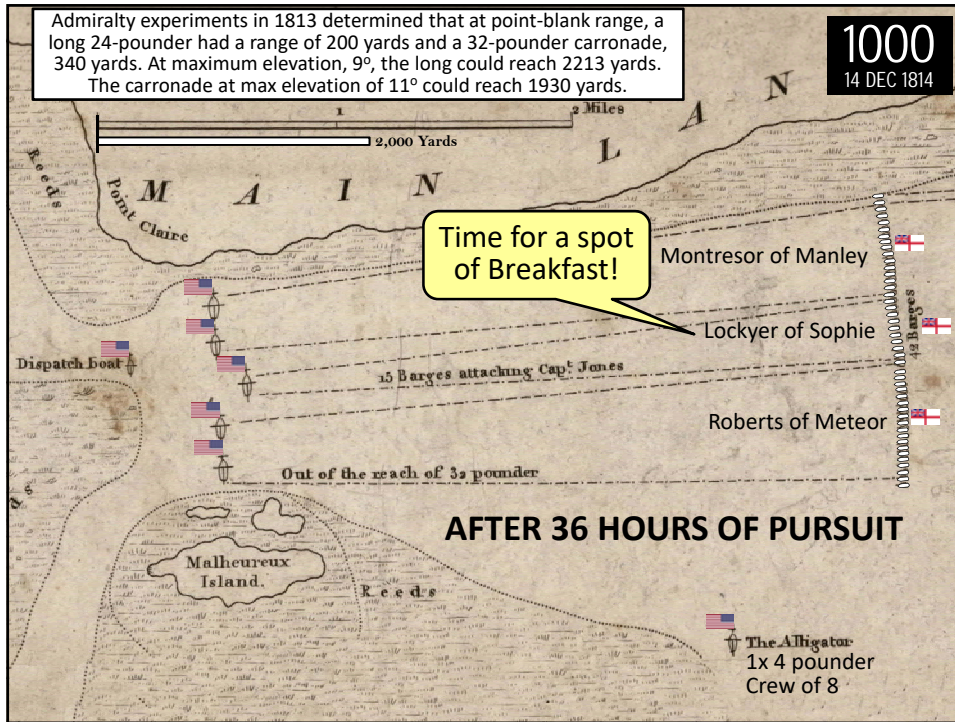 Admiralty experiments in 1813 determined that at point-blank range, a
long 24-pounder had a range of 200 yards and a 32-pounder carronade,
340 yards. At maximum elevation, 9º, the long could reach 2213 yards.
The carronade at max elevation of 11º could reach 1930 yards.
1000
14 DEC 1814
1
2 Miles
2,000 Yards
Reeds
Point Claire
M A I N L A N
Time for a spot
of Breakfast!
Montresor of Manley
Lockyer of Sophie
42 Barges
Dispatch boat
15 Barges attacking Capt Jones
Roberts of Meteor
Out of the reach of 32 pounder
ds
AFTER 36 HOURS OF PURSUIT
Malheureux
Island.
Reeds
The Alligator
1x 4 pounder
Crew of 8